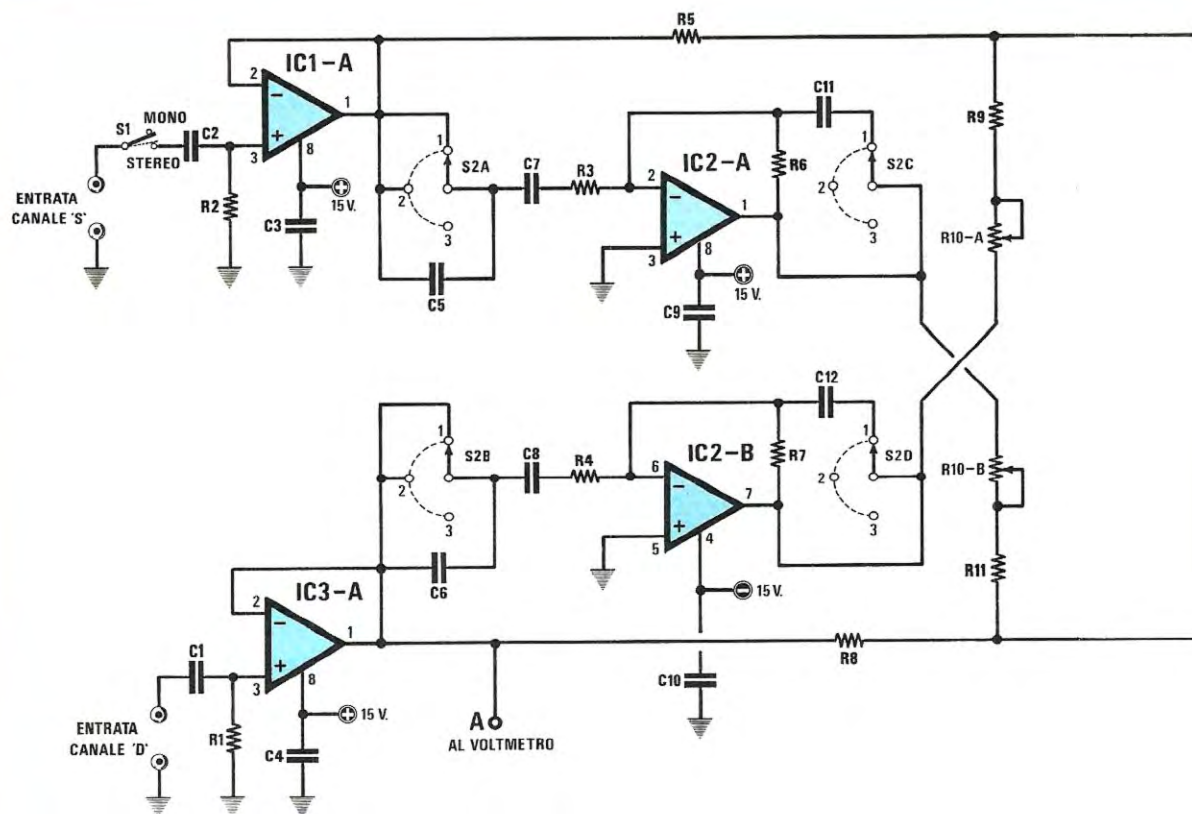 R5
IC1-A
2
1
3
8
S1
MONO
STEREO
C2
R2
ENTRATA
CANALE 'S'
C3
15 V.
1
2
3
S2A
C5
C7
R3
IC2-A
2
1
3
8
R6
C11
1
2
3
S2C
15 V.
C9
R9
R10-A
1
2
3
S2B
C6
C8
R4
IC2-B
6
7
5
4
R7
C12
1
2
3
S2D
15 V.
C10
R10-B
R11
IC3-A
2
1
3
8
C1
R1
ENTRATA
CANALE 'D'
C4
15 V.
A
AL VOLTMETRO
R8